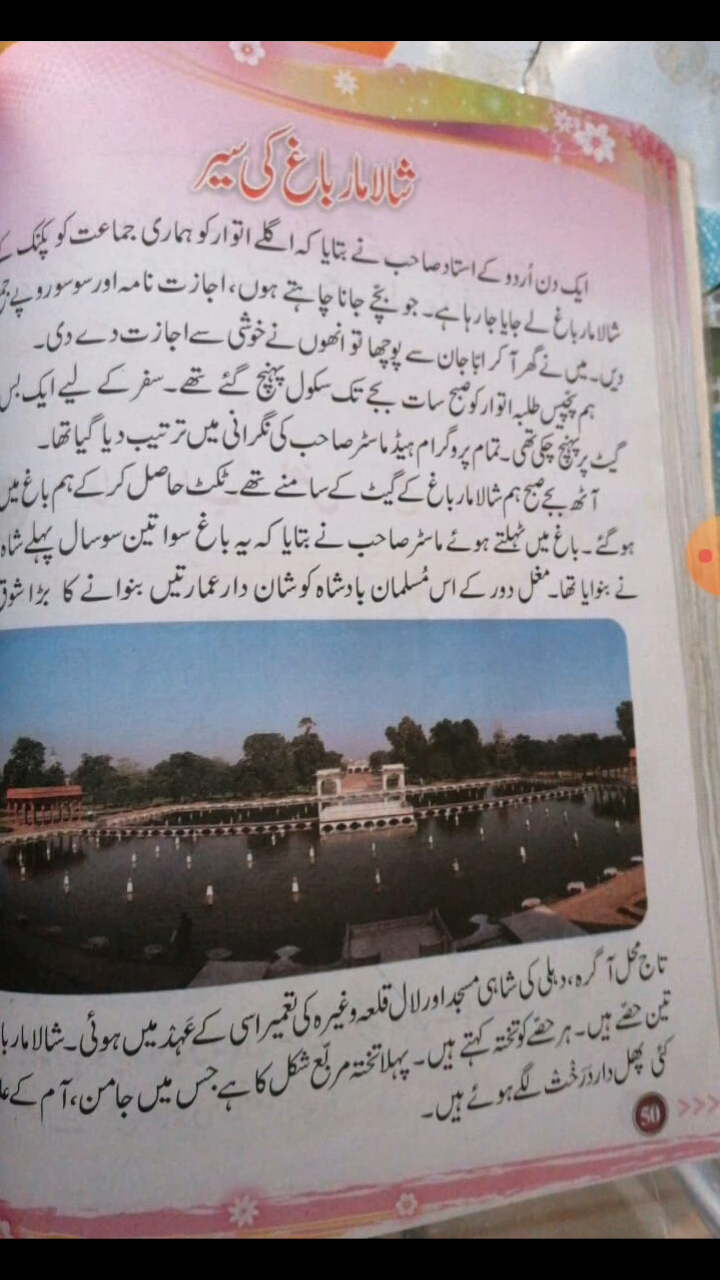 شالامار باغ کی سیر
ایک دن اُردو کے استاد صاحب نے بتایا کہ اگلے اتوار کو ہماری جماعت کو پکنک کے
شالامار باغ لے جایا جا رہا ہے۔ جو بچّے جانا چاہتے ہوں، اجازت نامہ اور سو سو روپے
دیں۔ میں نے گھر آ کر ابّا جان سے پوچھا تو انھوں نے خوشی سے اجازت دے دی۔
ہم پچیس طلبہ اتوار کو صبح سات بجے تک سکول پہنچ گئے تھے۔ سفر کے لیے ایک بس
گیٹ پر پہنچ چکی تھی۔ تمام پروگرام ہیڈ ماسٹر صاحب کی نگرانی میں ترتیب دیا گیا تھا۔
آٹھ بجے صبح ہم شالامار باغ کے گیٹ کے سامنے تھے۔ ٹکٹ حاصل کر کے ہم باغ میں
ہو گئے۔ باغ میں ٹہلتے ہوئے ماسٹر صاحب نے بتایا کہ یہ باغ سوا تین سو سال پہلے شاہ
نے بنوایا تھا۔ مغل دور کے اس مُسلمان بادشاہ کو شان دار عمارتیں بنوانے کا بڑا شوق
تاج محل آگرہ، دہلی کی شاہی مسجد اور لال قلعہ وغیرہ کی تعمیر اسی کے عَہْد میں ہوئی۔ شالامار
تین حصّے ہیں۔ ہر حصّے کو تختہ کہتے ہیں۔ پہلا تختہ مربّع شکل کا ہے جس میں جامن، آم کے
کئی پھل دار دَرَخْت لگے ہوئے ہیں۔
50